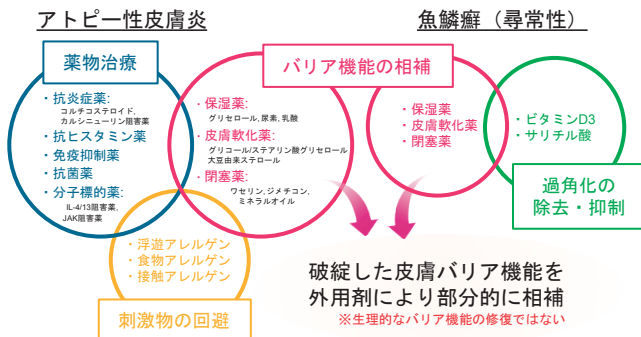 アトピー性皮膚炎
薬物治療
・抗炎症薬:
コルチコステロイド,
カルシニューリン阻害薬
・抗ヒスタミン薬
・免疫抑制薬
・抗菌薬
・分子標的薬:
IL-4/13阻害薬,
JAK阻害薬
バリア機能の相補
・保湿薬:
グリセロール, 尿素, 乳酸
・皮膚軟化薬:
グリコール/ステアリン酸グリセロール
大豆由来ステロール
・閉塞薬:
ワセリン, ジメチコン,
ミネラルオイル
・浮遊アレルゲン
・食物アレルゲン
・接触アレルゲン
刺激物の回避
魚鱗癬（尋常性）
・保湿薬
・皮膚軟化薬
・閉塞薬
・ビタミンD3
・サリチル酸
過角化の
除去・抑制
破綻した皮膚バリア機能を
外用剤により部分的に相補
※生理的なバリア機能の修復ではない